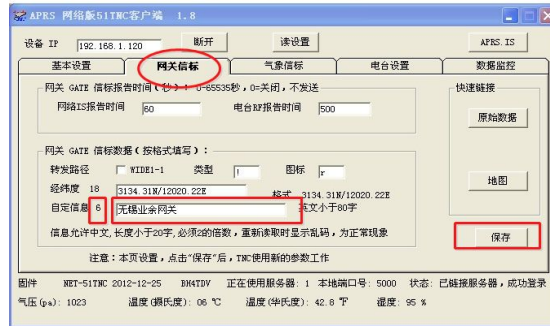 APRS 网络版51TNC客户端 1.8
设备 IP 192.168.1.120 断开 读设置 APRS.IS
基本设置 网关信标 气象信标 电台设置 数据监控
网关 GATE 信标报告时间(秒): 0-65535秒，0=关闭，不发送
网络IS报告时间 60 电台RF报告时间 500
快速链接
原始数据
网关 GATE 信标数据(按格式填写):
转发路径 WIDE1-1 类型 ! 图标 r
经纬度 18 3134.31N/12020.22E 格式 3134.31N/12020.22E
地图
自定信息 6 无锡业余网关 英文小于80字
信息允许中文,长度小于20字,必须2的倍数，重新读取时显示乱码，为正常现象
保存
注意：本页设置，点击"保存"后，TNC使用新的参数工作
固件 NET-51TNC 2012-12-25 BH4TDV 正在使用服务器: 1 本地端口号: 5000 状态: 已链接服务器，成功登录
气压(pa): 1023 温度(摄氏度): 06 ℃ 温度(华氏度): 42.8 ℉ 湿度: 95 %